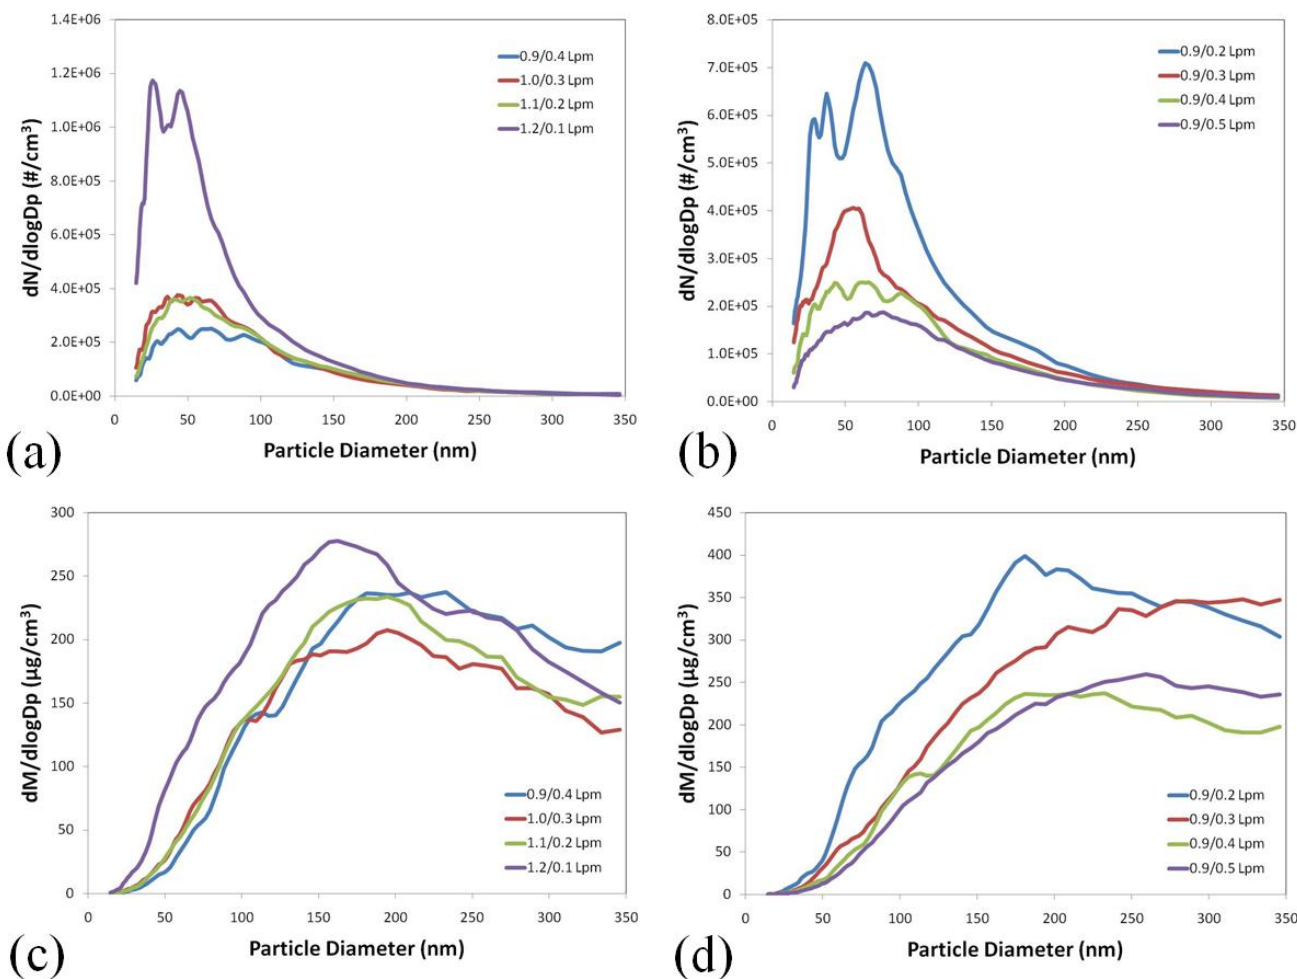 1.4E+06
1.2E+06
1.0E+06
8.0E+05
6.0E+05
4.0E+05
2.0E+05
0.0E+00
dN/dlogDp (#/cm³)
0.9/0.4 Lpm
1.0/0.3 Lpm
1.1/0.2 Lpm
1.2/0.1 Lpm
0 50 100 150 200 250 300 350
Particle Diameter (nm)
(a)
8.0E+05
7.0E+05
6.0E+05
5.0E+05
4.0E+05
3.0E+05
2.0E+05
1.0E+05
0.0E+00
dN/dlogDp (#/cm³)
0.9/0.2 Lpm
0.9/0.3 Lpm
0.9/0.4 Lpm
0.9/0.5 Lpm
0 50 100 150 200 250 300 350
Particle Diameter (nm)
(b)
300
250
200
150
100
50
0
dM/dlogDp (µg/cm³)
0.9/0.4 Lpm
1.0/0.3 Lpm
1.1/0.2 Lpm
1.2/0.1 Lpm
0 50 100 150 200 250 300 350
Particle Diameter (nm)
(c)
450
400
350
300
250
200
150
100
50
0
dM/dlogDp (µg/cm³)
0.9/0.2 Lpm
0.9/0.3 Lpm
0.9/0.4 Lpm
0.9/0.5 Lpm
0 50 100 150 200 250 300 350
Particle Diameter (nm)
(d)